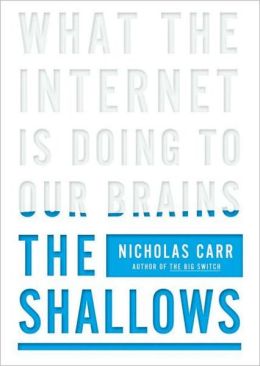 WHAT THE
INTERNET
IS DOING TO
OUR BRAINS
THE
NICHOLAS CARR
AUTHOR OF THE BIG SWITCH
SHALLOWS